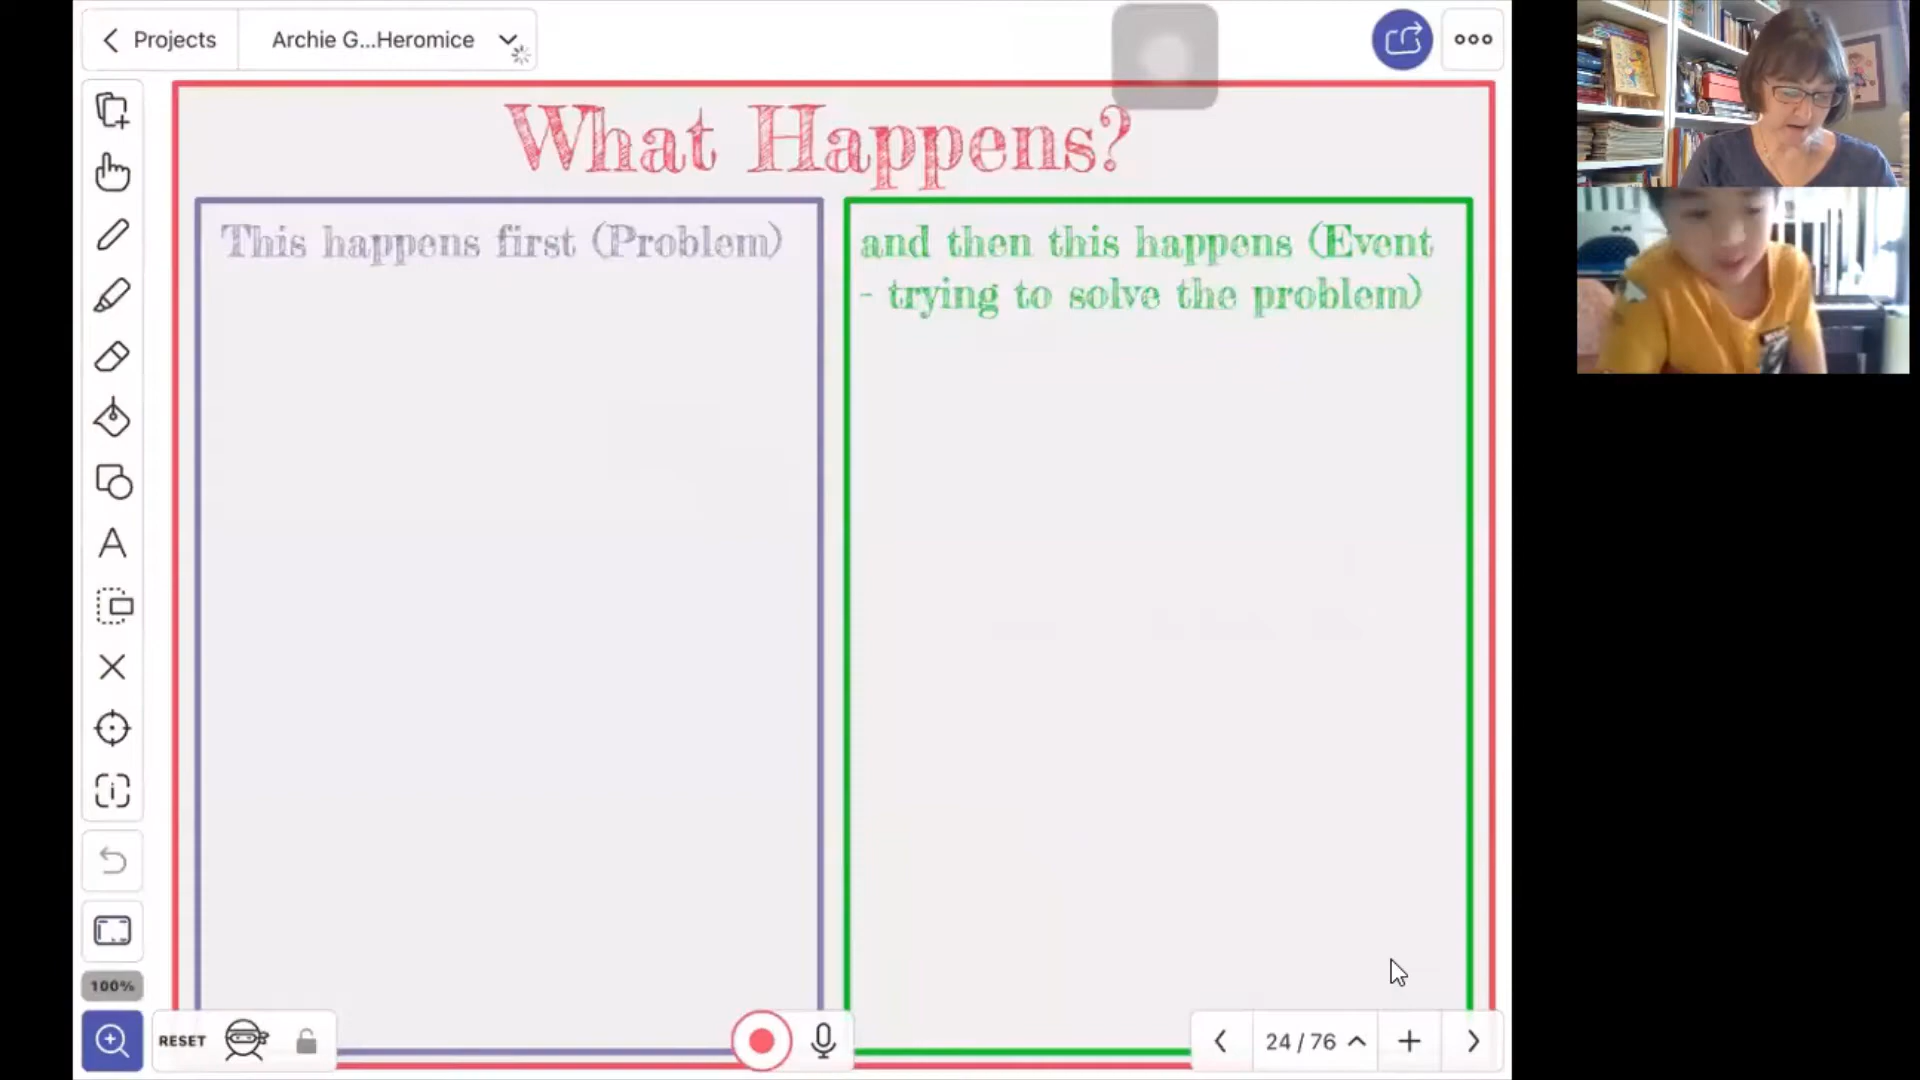 Projects
Archie G...Heromice
What Happens?
This happens first (Problem)
and then this happens (Event
- trying to solve the problem)
100%
RESET
24 / 76